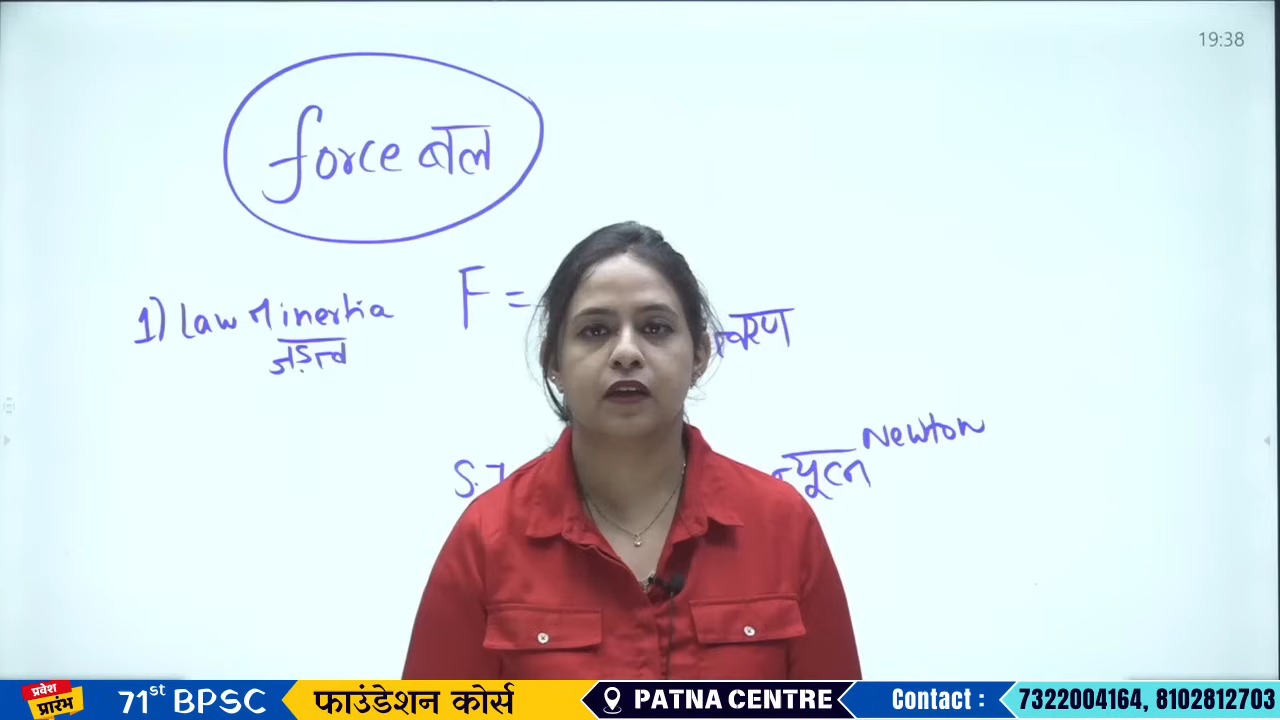 19:38
force बल
F =
1) Law of inertia
जड़त्व
त्वरण
Newton
S.I
न्यूटन
प्रवेश
प्रारंभ
71st BPSC
फाउंडेशन कोर्स
PATNA CENTRE
Contact :
7322004164, 8102812703